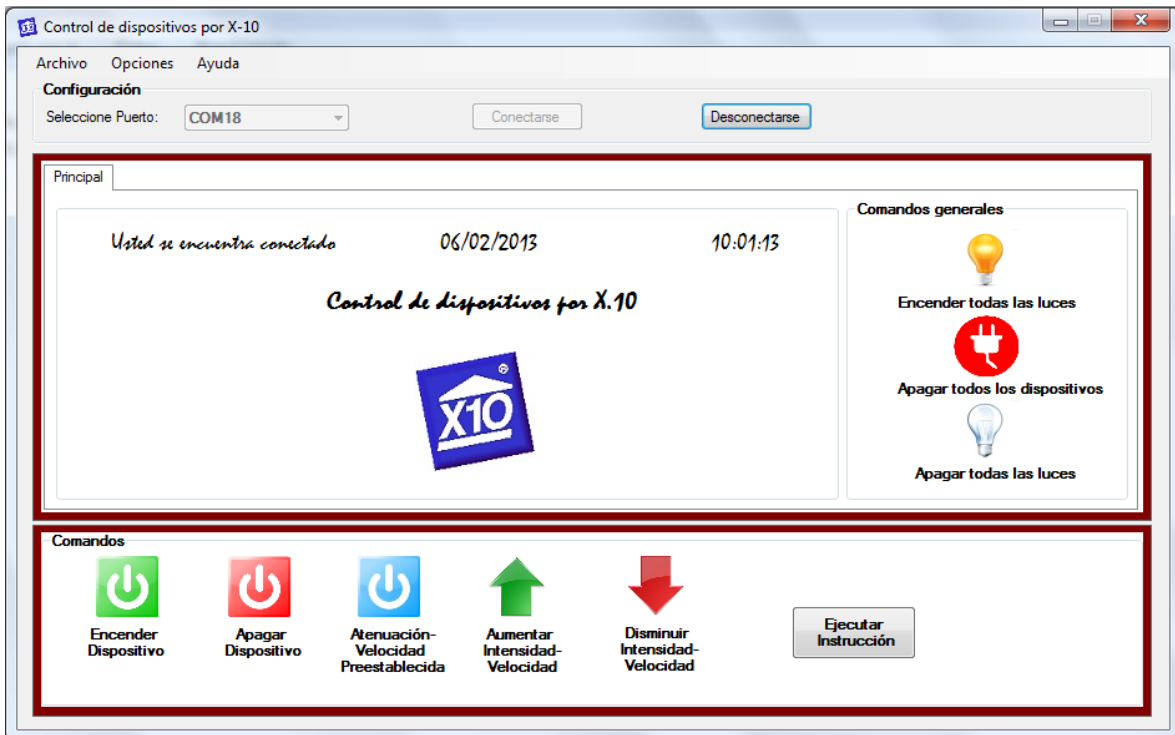 Control de dispositivos por X-10
Archivo Opciones Ayuda
Configuración
Seleccione Puerto: COM18 Conectarse Desconectarse
Principal
Usted se encuentra conectado 06/02/2013 10:01:13
Control de dispositivos por X.10
X10
®
Comandos generales
Encender todas las luces
Apagar todos los dispositivos
Apagar todas las luces
Comandos
Encender
Dispositivo
Apagar
Dispositivo
Atenuación-
Velocidad
Preestablecida
Aumentar
Intensidad-
Velocidad
Disminuir
Intensidad-
Velocidad
Ejecutar
Instrucción